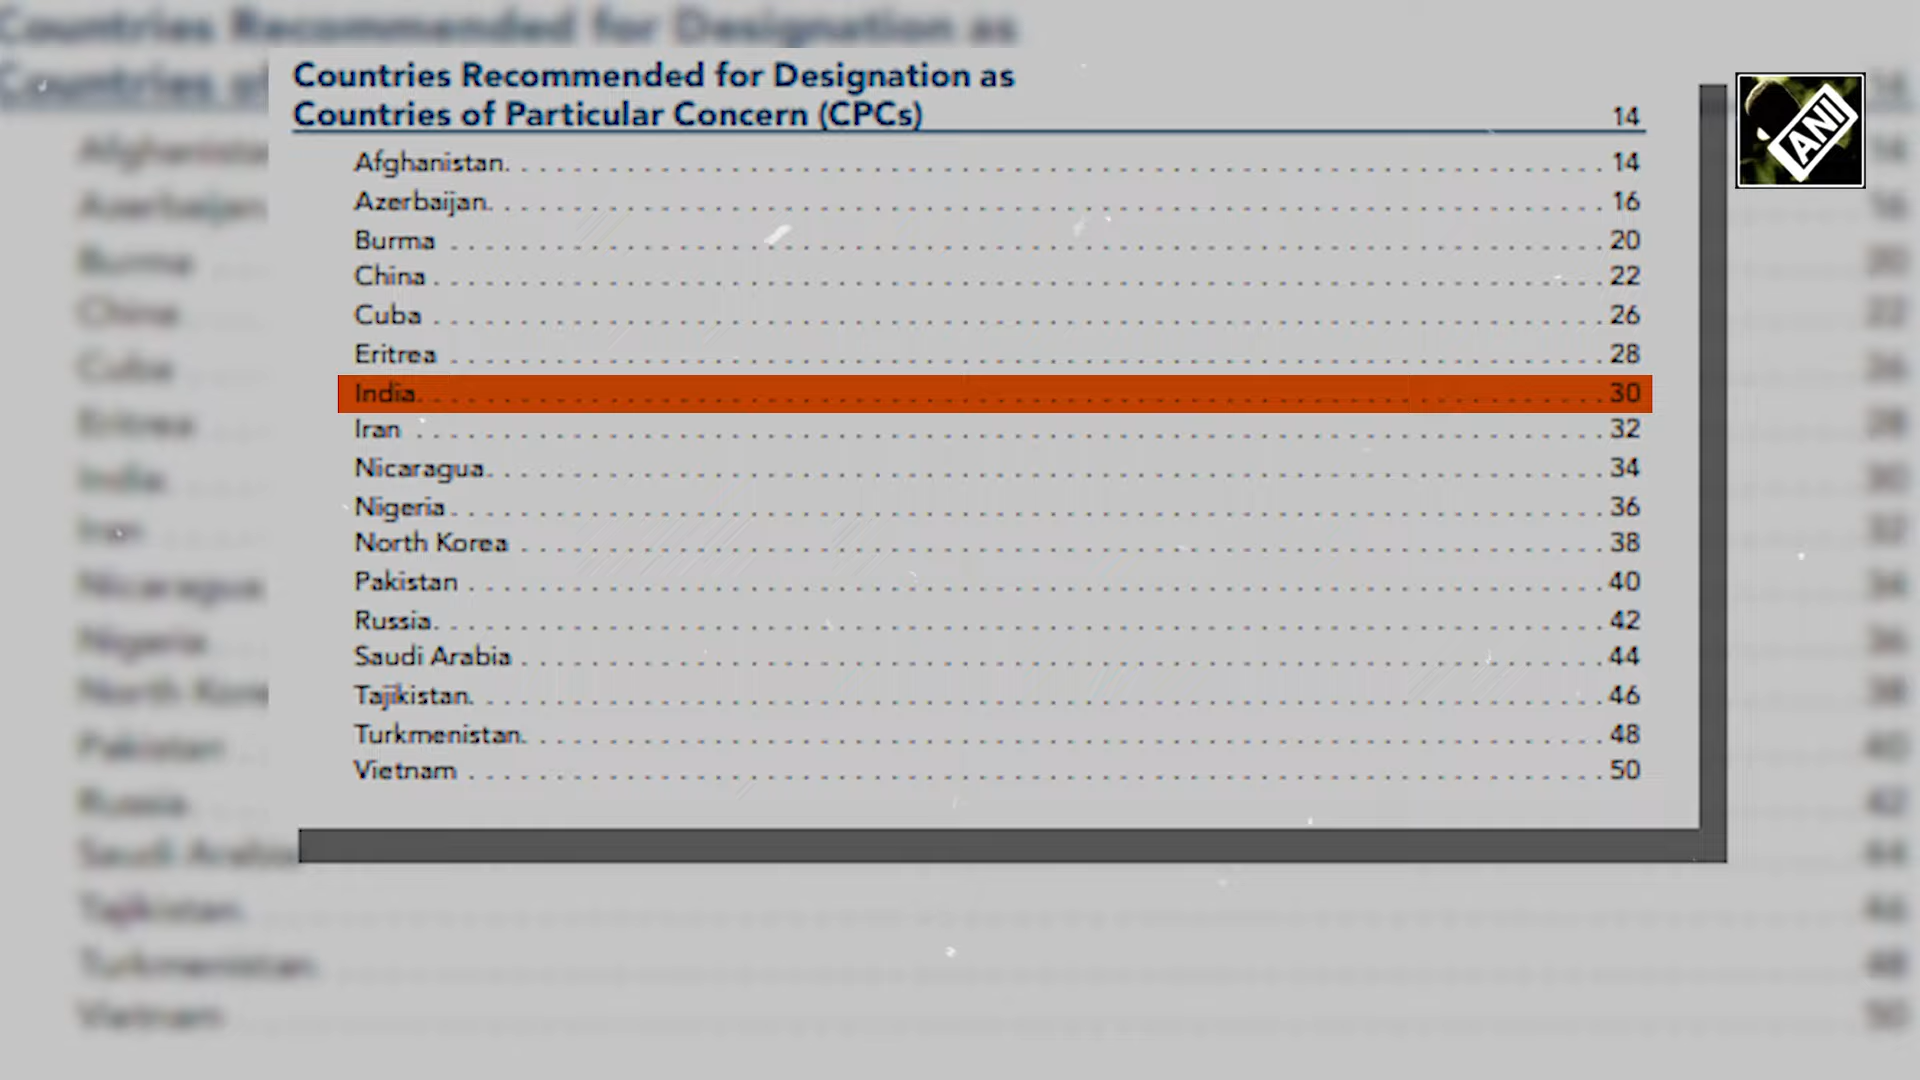 Countries Recommended for Designation as
Countries of Particular Concern (CPCs) 14
Afghanistan. . . . . . . . . . . . . . . . . . . . . . . . . . . . . . 14
Azerbaijan. . . . . . . . . . . . . . . . . . . . . . . . . . . . . . 16
Burma . . . . . . . . . . . . . . . . . . . . . . . . . . . . . . 20
China . . . . . . . . . . . . . . . . . . . . . . . . . . . . . . 22
Cuba . . . . . . . . . . . . . . . . . . . . . . . . . . . . . . 26
Eritrea . . . . . . . . . . . . . . . . . . . . . . . . . . . . . . 28
India. . . . . . . . . . . . . . . . . . . . . . . . . . . . . . 30
Iran . . . . . . . . . . . . . . . . . . . . . . . . . . . . . . 32
Nicaragua. . . . . . . . . . . . . . . . . . . . . . . . . . . . . . 34
Nigeria . . . . . . . . . . . . . . . . . . . . . . . . . . . . . . 36
North Korea . . . . . . . . . . . . . . . . . . . . . . . . . . . . . . 38
Pakistan . . . . . . . . . . . . . . . . . . . . . . . . . . . . . . 40
Russia. . . . . . . . . . . . . . . . . . . . . . . . . . . . . . 42
Saudi Arabia . . . . . . . . . . . . . . . . . . . . . . . . . . . . . . 44
Tajikistan. . . . . . . . . . . . . . . . . . . . . . . . . . . . . . 46
Turkmenistan. . . . . . . . . . . . . . . . . . . . . . . . . . . . . . 48
Vietnam . . . . . . . . . . . . . . . . . . . . . . . . . . . . . . 50
ANI